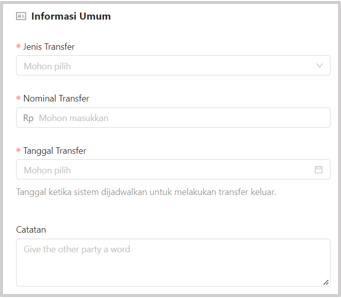 Informasi Umum
* Jenis Transfer
Mohon pilih
* Nominal Transfer
Rp Mohon masukkan
* Tanggal Transfer
Mohon pilih
Tanggal ketika sistem dijadwalkan untuk melakukan transfer keluar.
Catatan
Give the other party a word